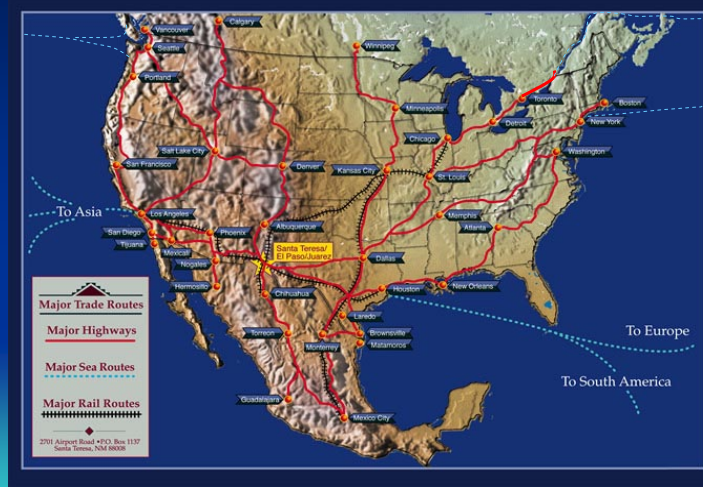 Calgary
Vancouver
Seattle
Winnipeg
Portland
Toronto
Boston
Minneapolis
Detroit
New York
Chicago
Salt Lake City
Washington
San Francisco
Denver
Kansas City
St. Louis
To Asia
Los Angeles
Memphis
San Diego
Phoenix
Albuquerque
Atlanta
Tijuana
Santa Teresa/
El Paso/Juarez
Mexicali
Dallas
Nogales
Hermosito
Chihuahua
Houston
New Orleans
Laredo
Torreon
Monterrey
Brownsville
Matamoros
To Europe
To South America
Guadalajara
Mexico City
Major Trade Routes
Major Highways
Major Sea Routes
Major Rail Routes
2701 Airport Road • P.O. Box 1137
Santa Teresa, NM 88008